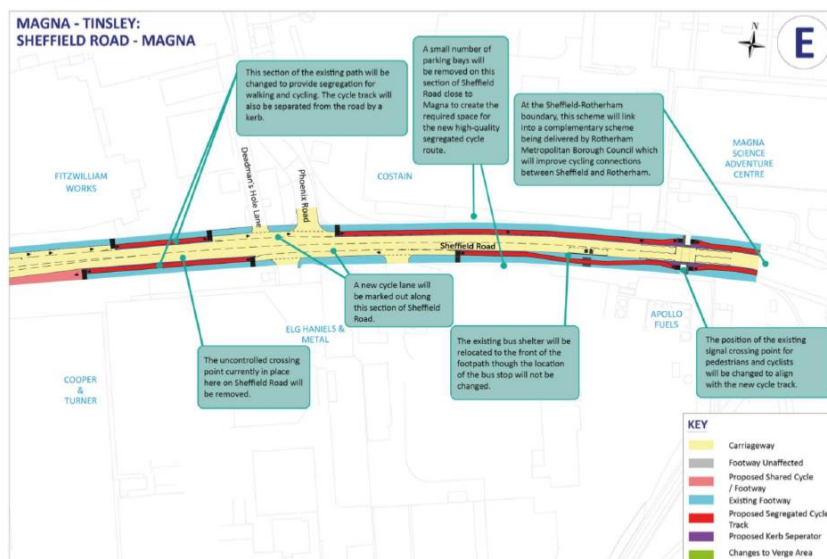 MAGNA - TINSLEY:
SHEFFIELD ROAD - MAGNA
N
E
This section of the existing path will be
changed to provide segregation for
walking and cycling. The cycle track will
also be separated from the road by a
kerb.
A small number of
parking bays will
be removed on this
section of Sheffield
Road close to
Magna to create the
required space for
the new high-quality
segregated cycle
route.
At the Sheffield-Rotherham
boundary, this scheme will link
into a complementary scheme
being delivered by Rotherham
Metropolitan Borough Council which
will improve cycling connections
between Sheffield and Rotherham.
MAGNA
SCIENCE
ADVENTURE
CENTRE
FITZWILLIAM
WORKS
Deadman's Hole Lane
Phoenix Road
COSTAIN
Sheffield Road
A new cycle lane will
be marked out along
this section of Sheffield
Road.
ELG HANIELS &
METAL
APOLLO
FUELS
The uncontrolled crossing
point currently in place
here on Sheffield Road will
be removed.
The existing bus shelter will be
relocated to the front of the
footpath though the location
of the bus stop will not be
changed.
The position of the existing
signal crossing point for
pedestrians and cyclists
will be changed to align
with the new cycle track.
COOPER
&
TURNER
KEY
Carriageway
Footway Unaffected
Proposed Shared Cycle
/ Footway
Existing Footway
Proposed Segregated Cycle
Track
Proposed Kerb Seperator
Changes to Verge Area